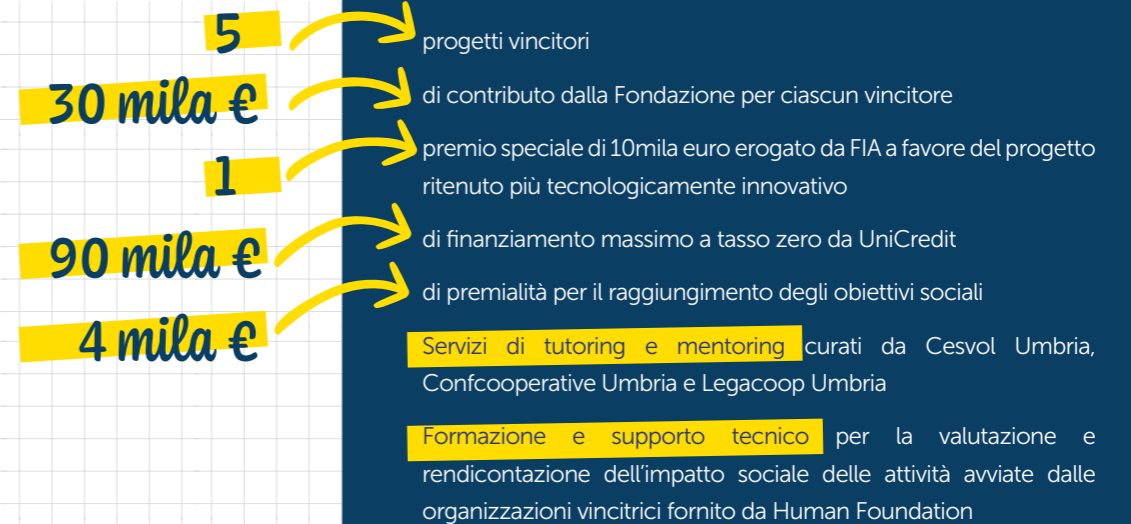 5
progetti vincitori
30 mila €
di contributo dalla Fondazione per ciascun vincitore
1
premio speciale di 10mila euro erogato da FIA a favore del progetto
ritenuto più tecnologicamente innovativo
90 mila €
di finanziamento massimo a tasso zero da UniCredit
4 mila €
di premialità per il raggiungimento degli obiettivi sociali
Servizi di tutoring e mentoring curati da Cesvol Umbria,
Confcooperative Umbria e Legacoop Umbria
Formazione e supporto tecnico per la valutazione e
rendicontazione dell'impatto sociale delle attività avviate dalle
organizzazioni vincitrici fornito da Human Foundation